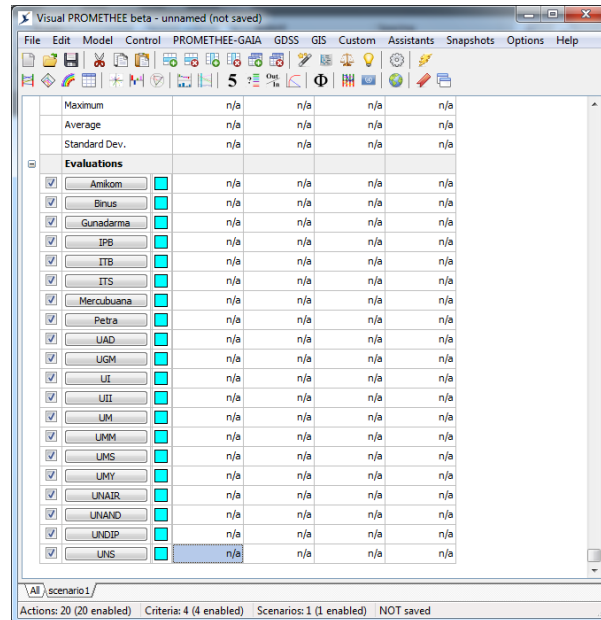 Visual PROMETHEE beta - unnamed (not saved)
File Edit Model Control PROMETHEE-GAIA GDSS GIS Custom Assistants Snapshots Options Help
5 Out In Φ
Maximum n/a n/a n/a n/a
Average n/a n/a n/a n/a
Standard Dev. n/a n/a n/a n/a
Evaluations
Amikom n/a n/a n/a n/a
Binus n/a n/a n/a n/a
Gunadarma n/a n/a n/a n/a
IPB n/a n/a n/a n/a
ITB n/a n/a n/a n/a
ITS n/a n/a n/a n/a
Mercubuana n/a n/a n/a n/a
Petra n/a n/a n/a n/a
UAD n/a n/a n/a n/a
UGM n/a n/a n/a n/a
UI n/a n/a n/a n/a
UII n/a n/a n/a n/a
UM n/a n/a n/a n/a
UMM n/a n/a n/a n/a
UMS n/a n/a n/a n/a
UMY n/a n/a n/a n/a
UNAIR n/a n/a n/a n/a
UNAND n/a n/a n/a n/a
UNDIP n/a n/a n/a n/a
UNS n/a n/a n/a n/a
All scenario1
Actions: 20 (20 enabled) Criteria: 4 (4 enabled) Scenarios: 1 (1 enabled) NOT saved